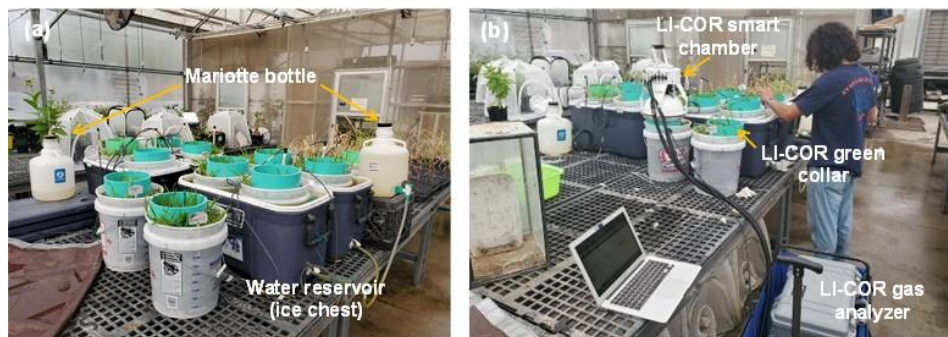 (a)
Mariotte bottle
Water reservoir
(ice chest)
(b)
LI-COR smart
chamber
LI-COR green
collar
LI-COR gas
analyzer